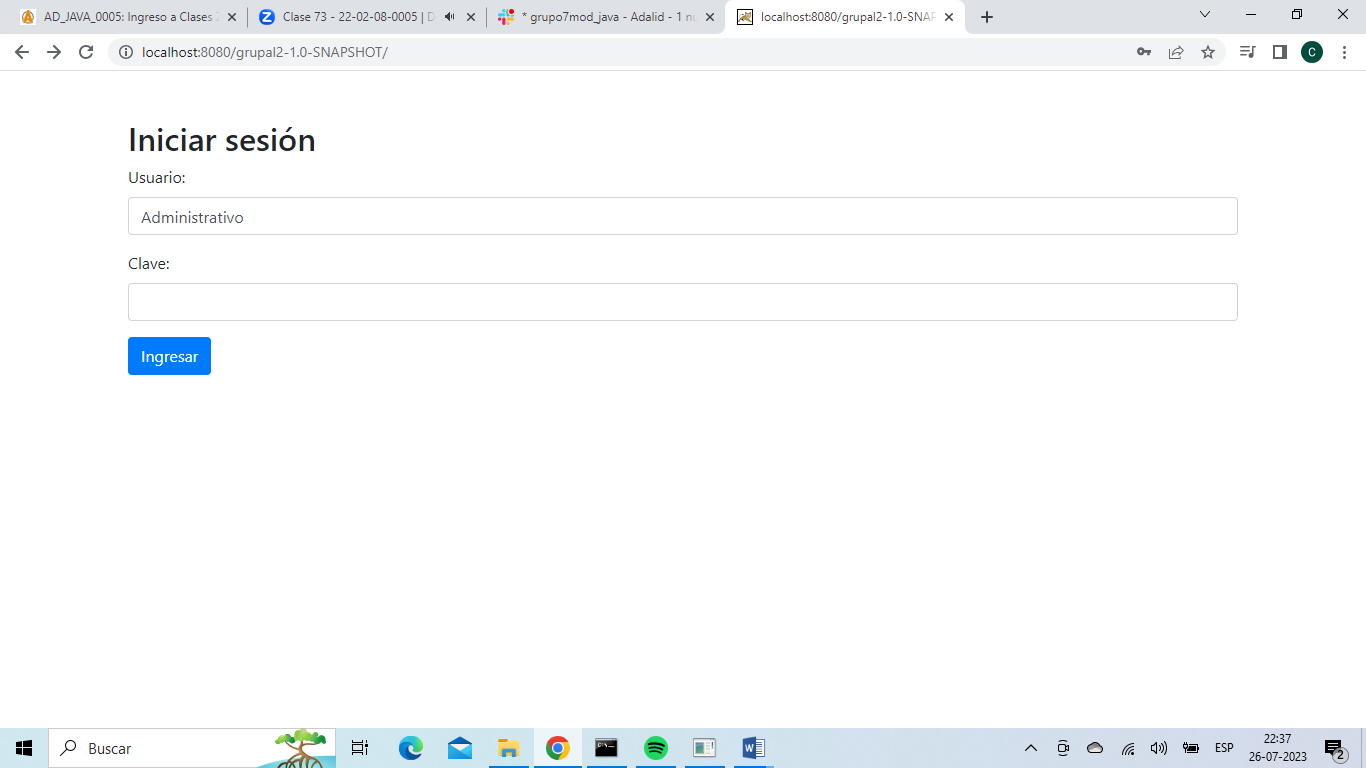 AD_JAVA_0005: Ingreso a Clases
Clase 73 - 22-02-08-0005 | D
* grupo7mod_java - Adalid - 1 nu
localhost:8080/grupal2-1.0-SNAP
localhost:8080/grupal2-1.0-SNAPSHOT/
C
Iniciar sesión
Usuario:
Administrativo
Clave:
Ingresar
Buscar
ESP
22:37
26-07-2023
2